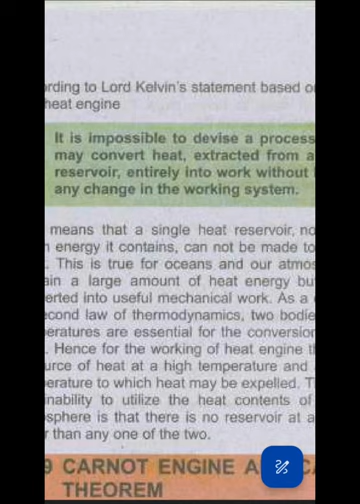 ording to Lord Kelvin's statement based o
heat engine
It is impossible to devise a process
may convert heat, extracted from a
reservoir, entirely into work without
any change in the working system.
means that a single heat reservoir, no
energy it contains, can not be made to
. This is true for oceans and our atmos
ain a large amount of heat energy bu
erted into useful mechanical work. As a
econd law of thermodynamics, two bodie
eratures are essential for the conversion
. Hence for the working of heat engine t
urce of heat at a high temperature and
erature to which heat may be expelled. T
inability to utilize the heat contents of
sphere is that there is no reservoir at a
r than any one of the two.
9 CARNOT ENGINE A CA
THEOREM